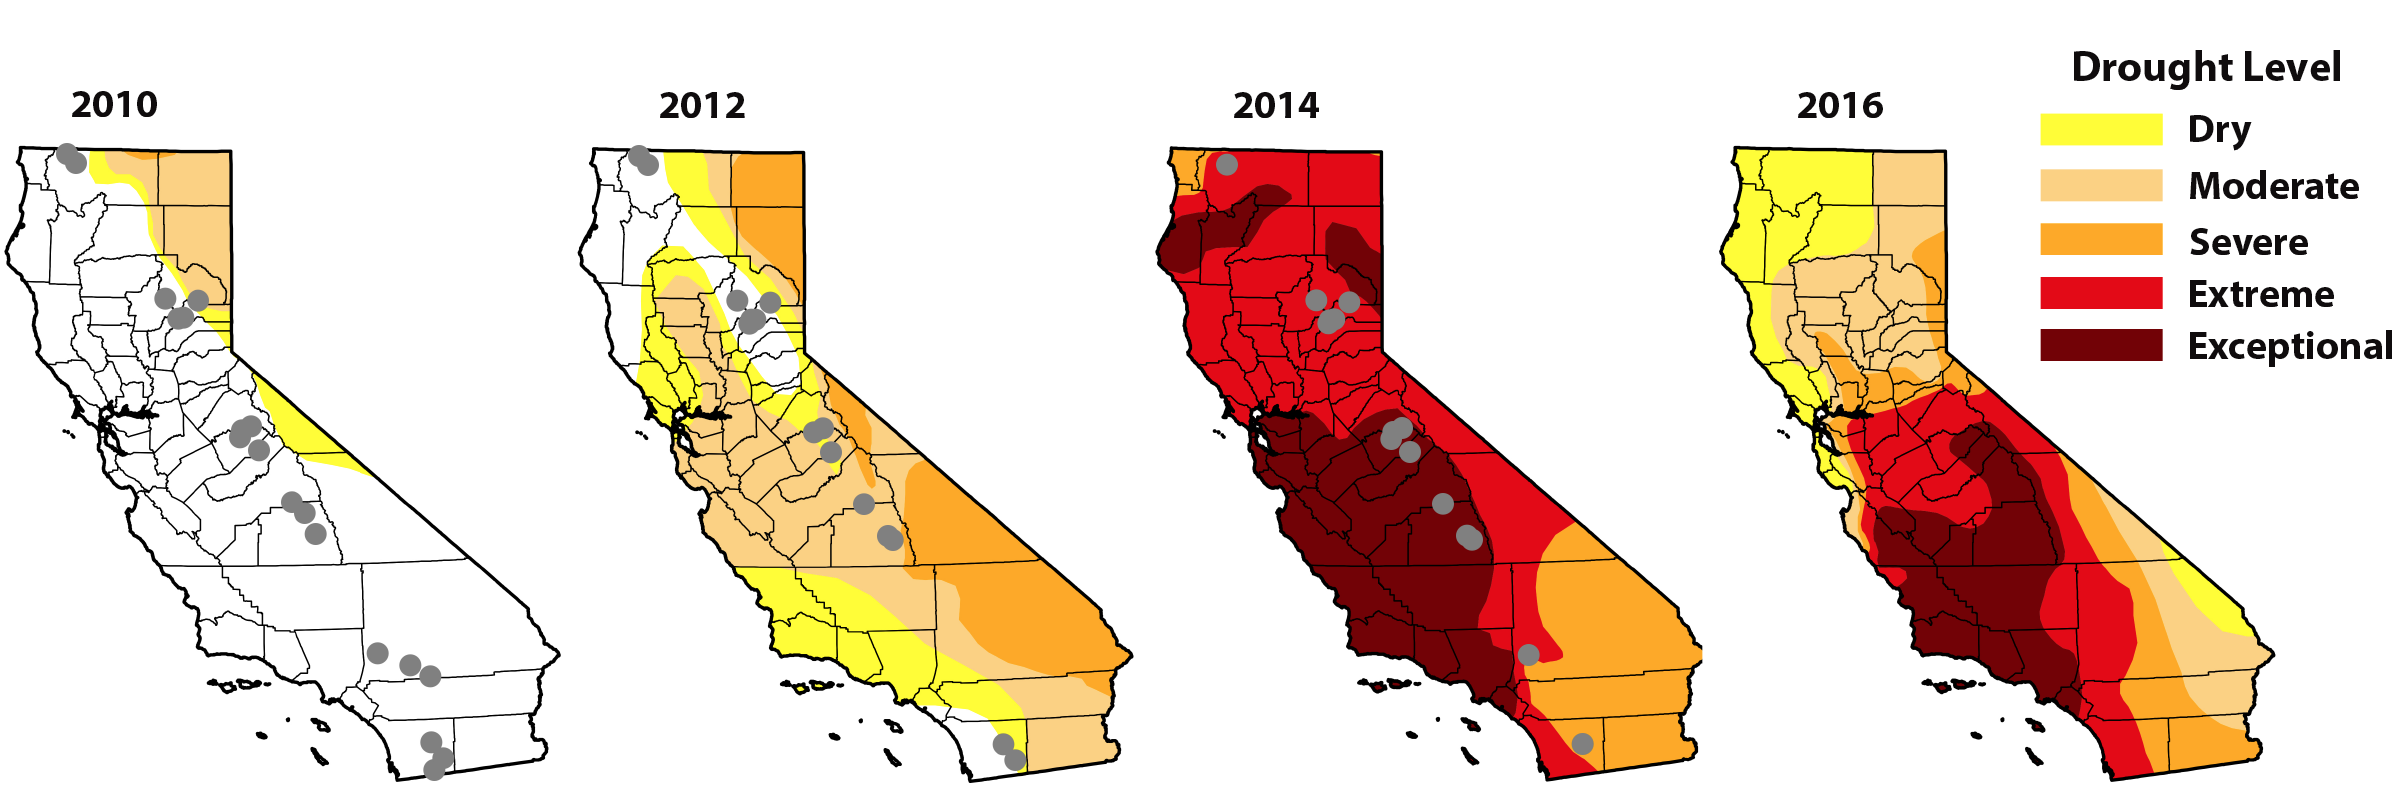 2010
2012
2014
2016
Drought Level
Dry
Moderate
Severe
Extreme
Exceptional